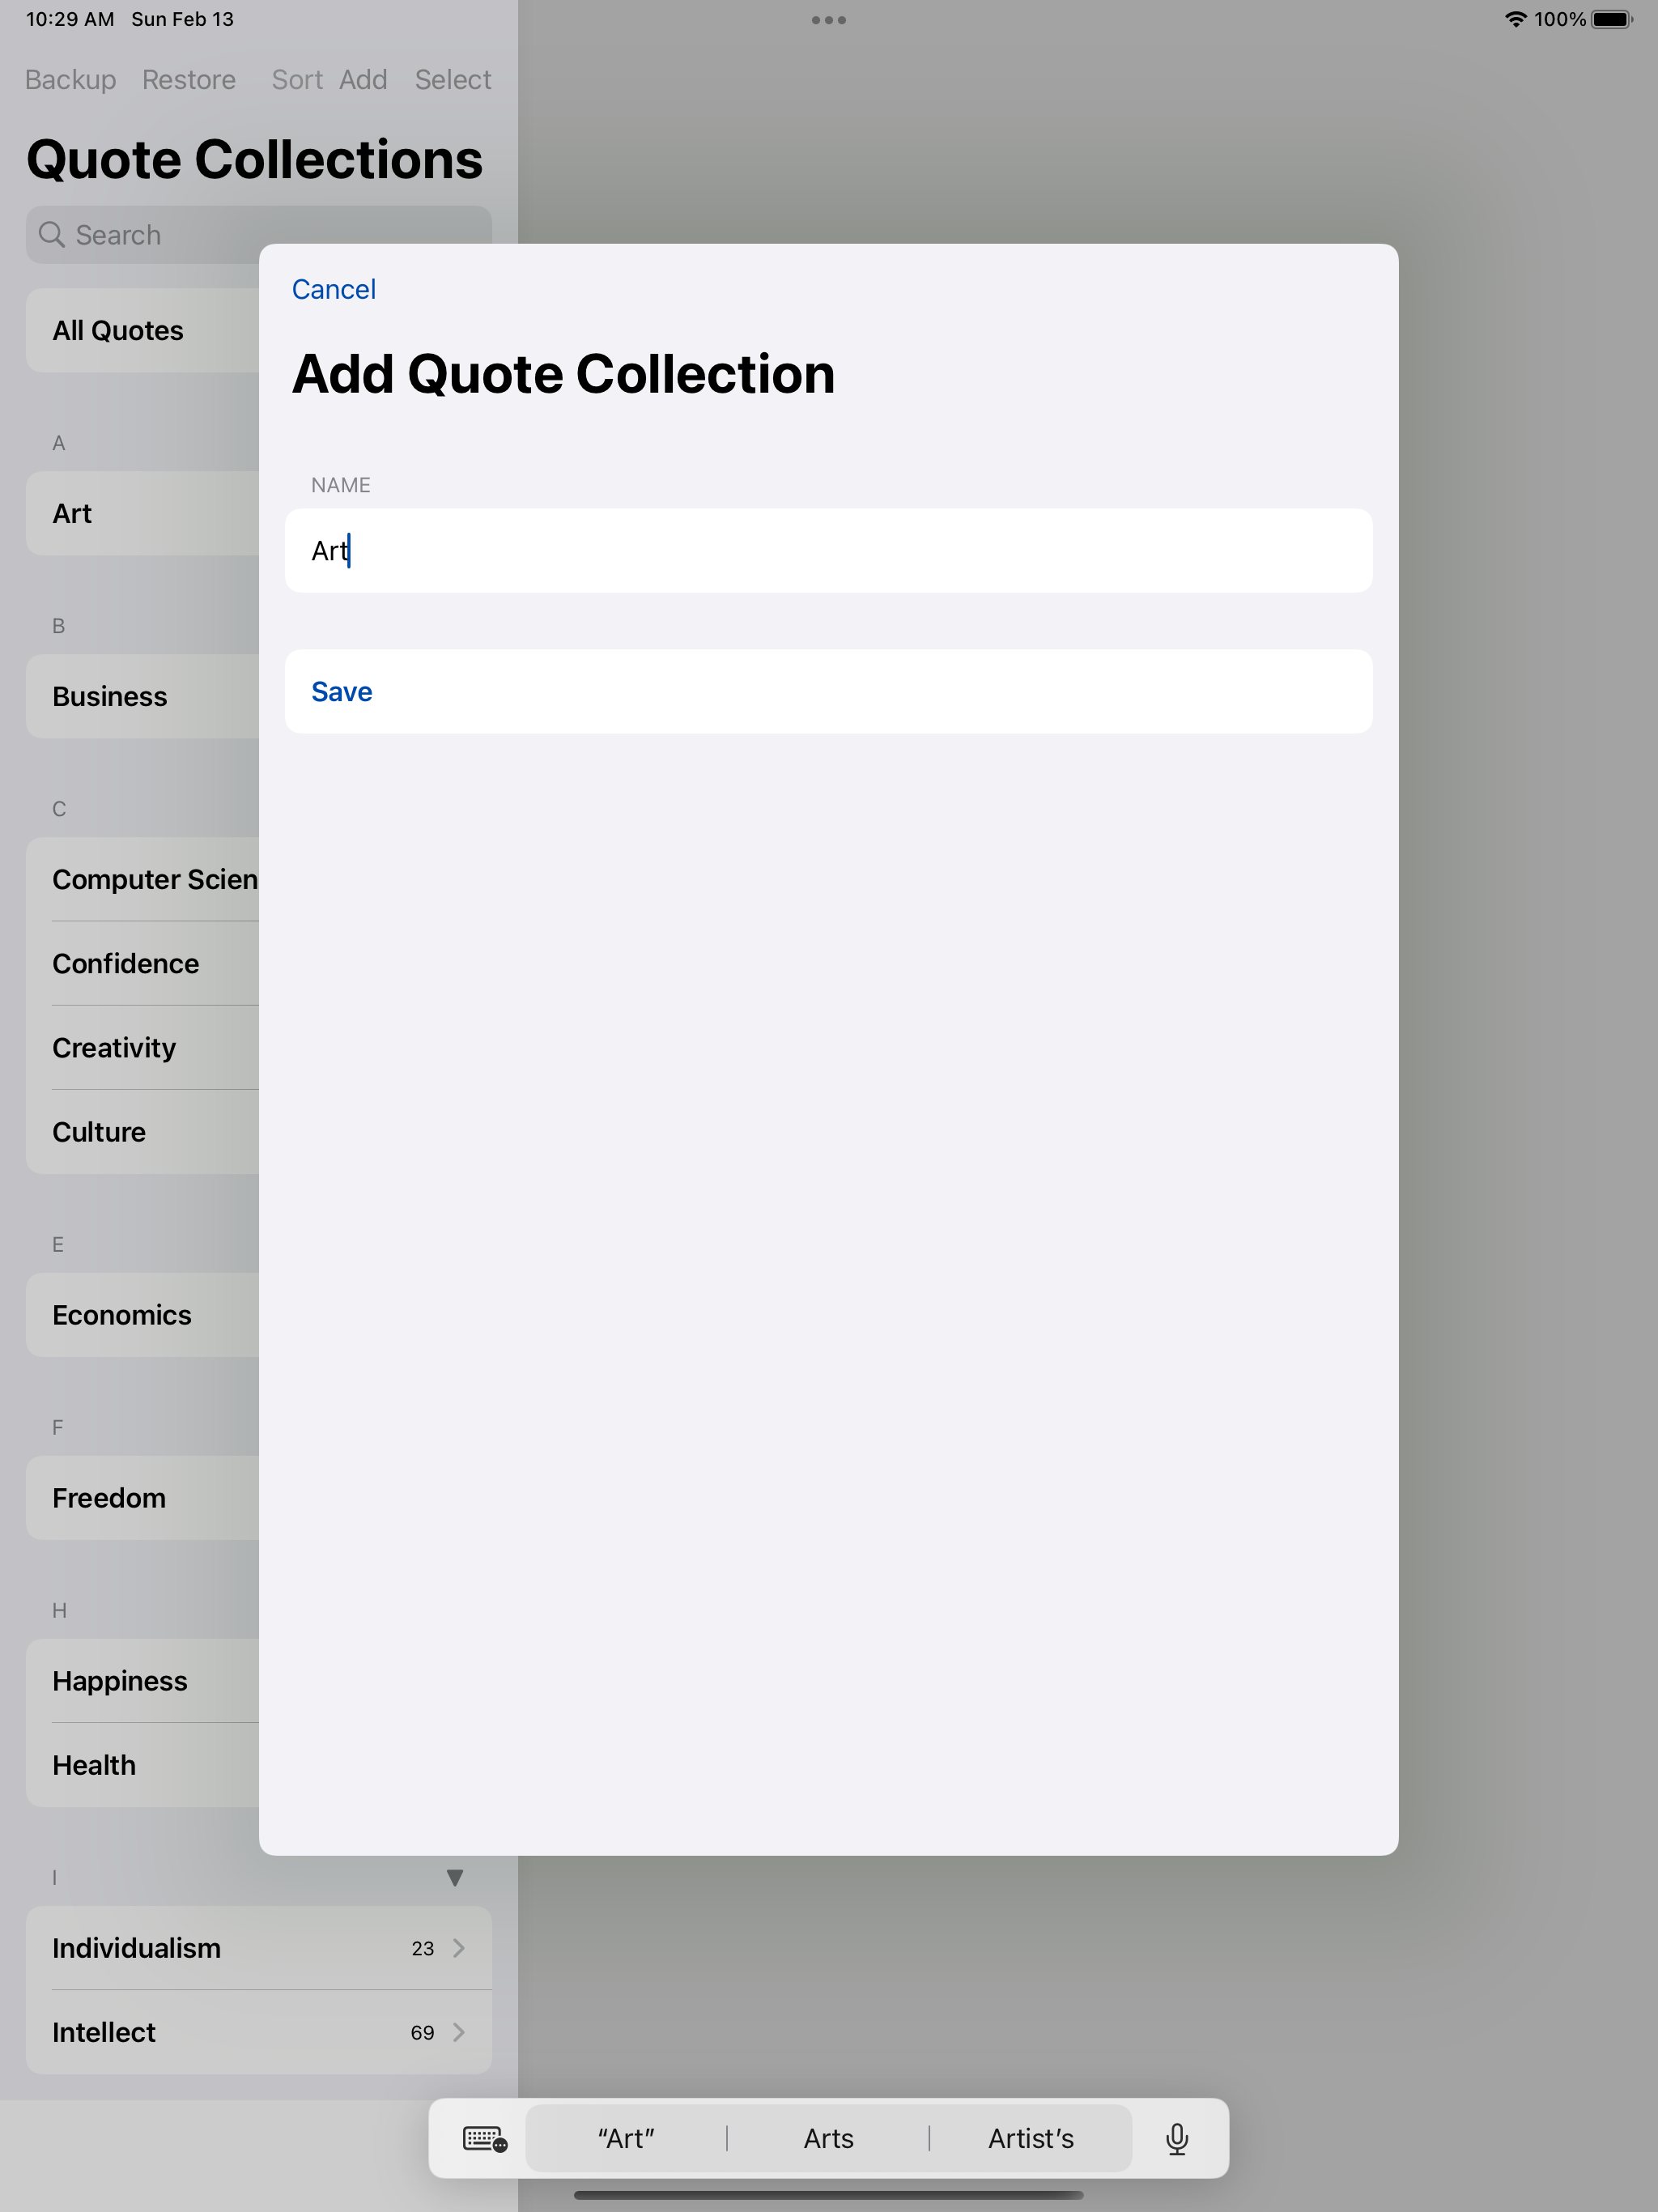 10:29 AM Sun Feb 13
100%
Backup Restore Sort Add Select
Quote Collections
Search
All Quotes
A
Art
B
Business
C
Computer Scien
Confidence
Creativity
Culture
E
Economics
F
Freedom
H
Happiness
Health
I
Individualism 23
Intellect 69
Cancel
Add Quote Collection
NAME
Art
Save
“Art” Arts Artist’s